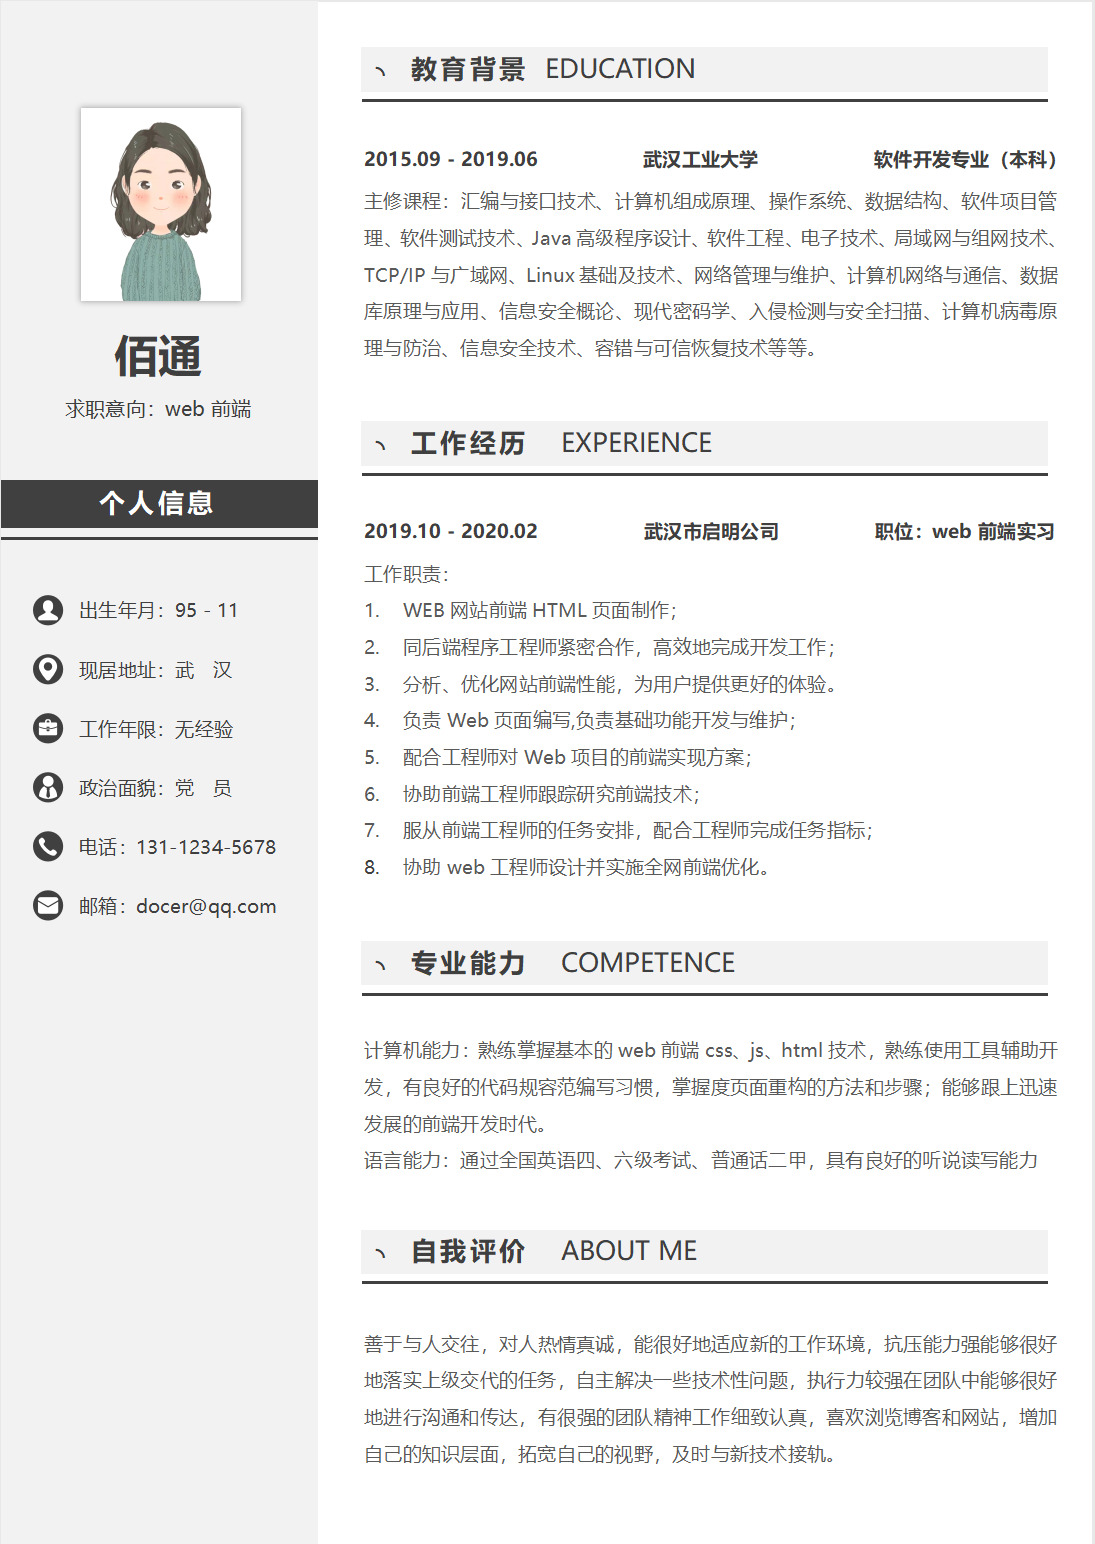 佰通
求职意向：web 前端
个人信息
出生年月：95 - 11
现居地址：武 汉
工作年限：无经验
政治面貌：党 员
电话：131-1234-5678
邮箱：docer@qq.com
教育背景 EDUCATION
2015.09 - 2019.06 武汉工业大学 软件开发专业（本科）
主修课程：汇编与接口技术、计算机组成原理、操作系统、数据结构、软件项目管
理、软件测试技术、Java 高级程序设计、软件工程、电子技术、局域网与组网技术、
TCP/IP 与广域网、Linux 基础及技术、网络管理与维护、计算机网络与通信、数据
库原理与应用、信息安全概论、现代密码学、入侵检测与安全扫描、计算机病毒原
理与防治、信息安全技术、容错与可信恢复技术等等。
工作经历 EXPERIENCE
2019.10 - 2020.02 武汉市启明公司 职位：web 前端实习
工作职责：
1. WEB 网站前端 HTML 页面制作；
2. 同后端程序工程师紧密合作，高效地完成开发工作；
3. 分析、优化网站前端性能，为用户提供更好的体验。
4. 负责 Web 页面编写,负责基础功能开发与维护；
5. 配合工程师对 Web 项目的前端实现方案；
6. 协助前端工程师跟踪研究前端技术；
7. 服从前端工程师的任务安排，配合工程师完成任务指标；
8. 协助 web 工程师设计并实施全网前端优化。
专业能力 COMPETENCE
计算机能力：熟练掌握基本的 web 前端 css、js、html 技术，熟练使用工具辅助开
发，有良好的代码规容范编写习惯，掌握度页面重构的方法和步骤；能够跟上迅速
发展的前端开发时代。
语言能力：通过全国英语四、六级考试、普通话二甲，具有良好的听说读写能力
自我评价 ABOUT ME
善于与人交往，对人热情真诚，能很好地适应新的工作环境，抗压能力强能够很好
地落实上级交代的任务，自主解决一些技术性问题，执行力较强在团队中能够很好
地进行沟通和传达，有很强的团队精神工作细致认真，喜欢浏览博客和网站，增加
自己的知识层面，拓宽自己的视野，及时与新技术接轨。